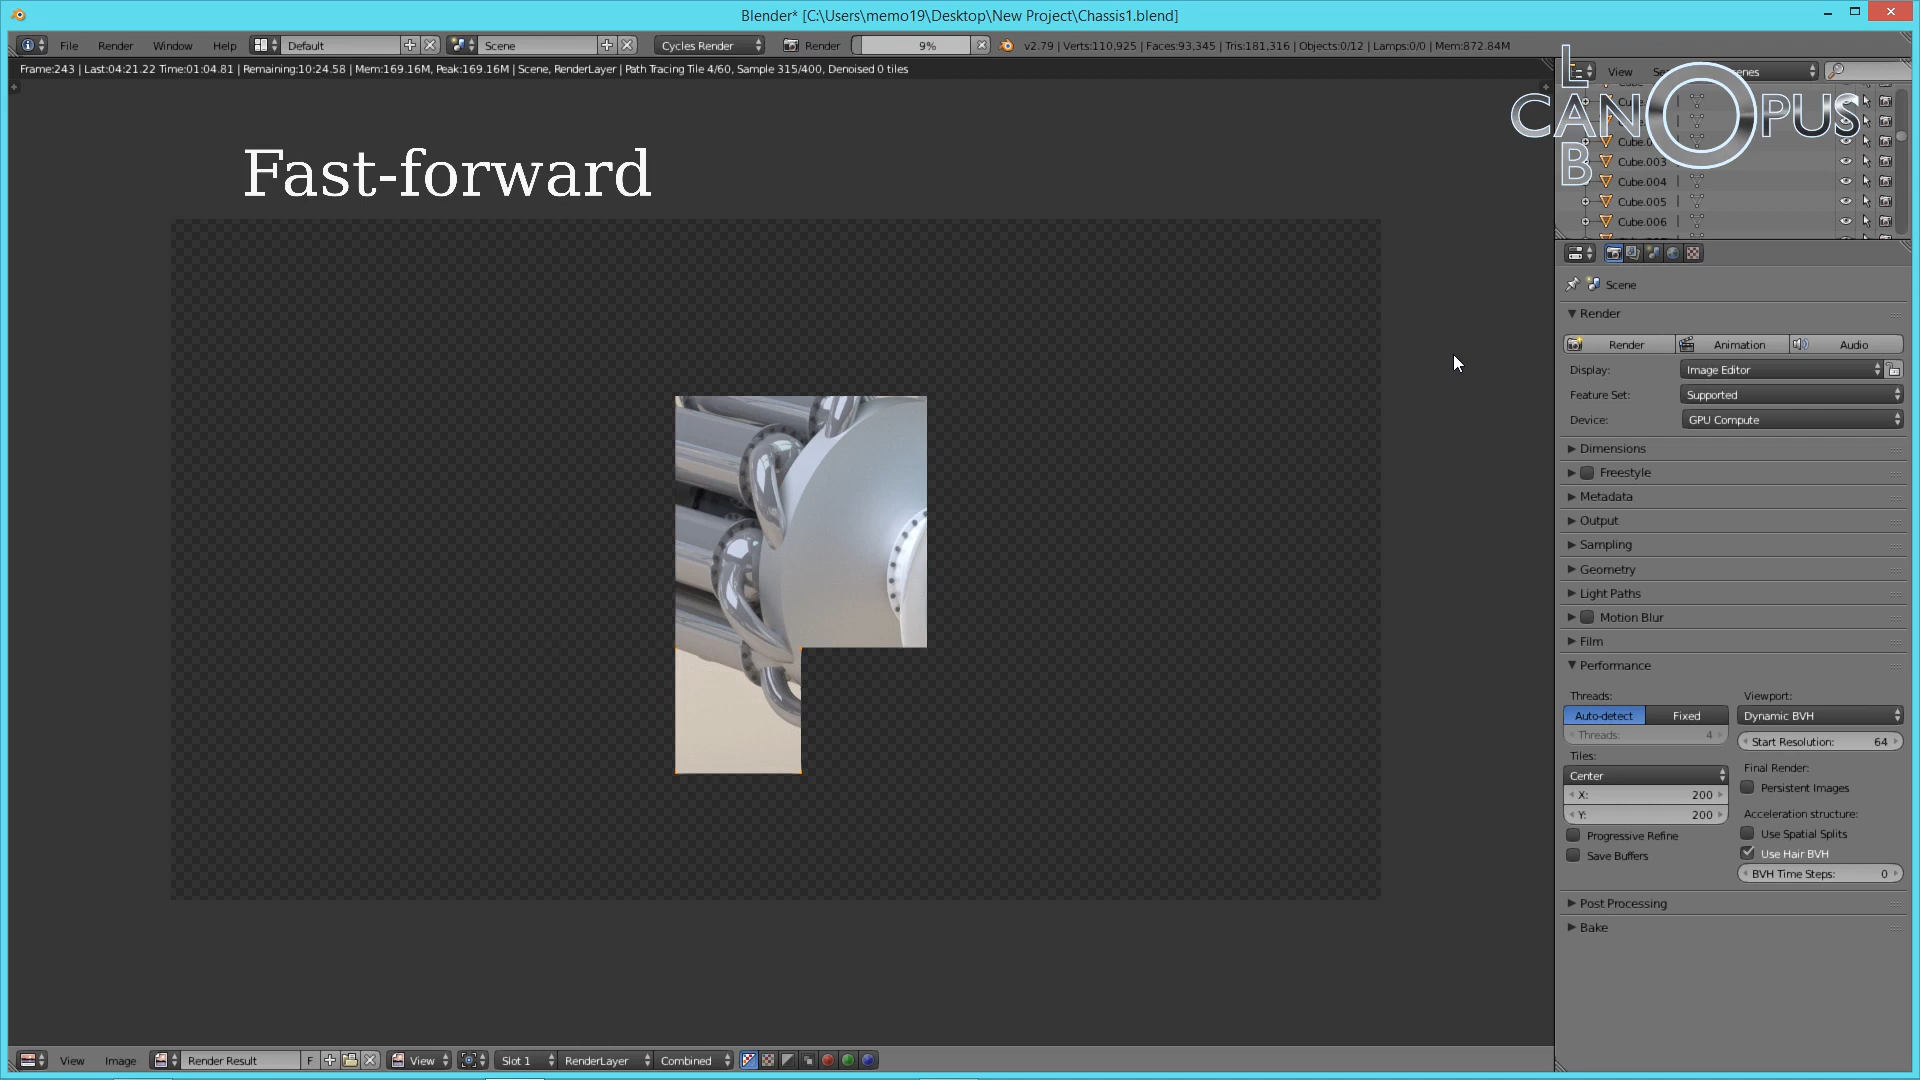 Blender* [C:\Users\memo19\Desktop\New Project\Chassis1.blend]
File Render Window Help Default Scene Cycles Render Render 9% v2.79 | Verts:110,925 | Faces:93,345 | Tris:181,316 | Objects:0/12 | Lamps:0/0 | Mem:872.84M
Frame:243 | Last:04:21.22 Time:01:04.81 | Remaining:10:24.58 | Mem:169.16M, Peak:169.16M | Scene, RenderLayer | Path Tracing Tile 4/60, Sample 315/400, Denoised 0 tiles
View
CANOPUS
LAB
Fast-forward
Cube.003
Cube.004
Cube.005
Cube.006
Scene
Render
Render Animation Audio
Display: Image Editor
Feature Set: Supported
Device: GPU Compute
Dimensions
Freestyle
Metadata
Output
Sampling
Geometry
Light Paths
Motion Blur
Film
Performance
Threads: Viewport:
Auto-detect Fixed Dynamic BVH
Threads: 4 Start Resolution: 64
Tiles: Final Render:
Center Persistent Images
X: 200
Y: 200 Acceleration structure:
Progressive Refine Use Spatial Splits
Save Buffers Use Hair BVH
BVH Time Steps: 0
Post Processing
Bake
View Image Render Result F View Slot 1 RenderLayer Combined